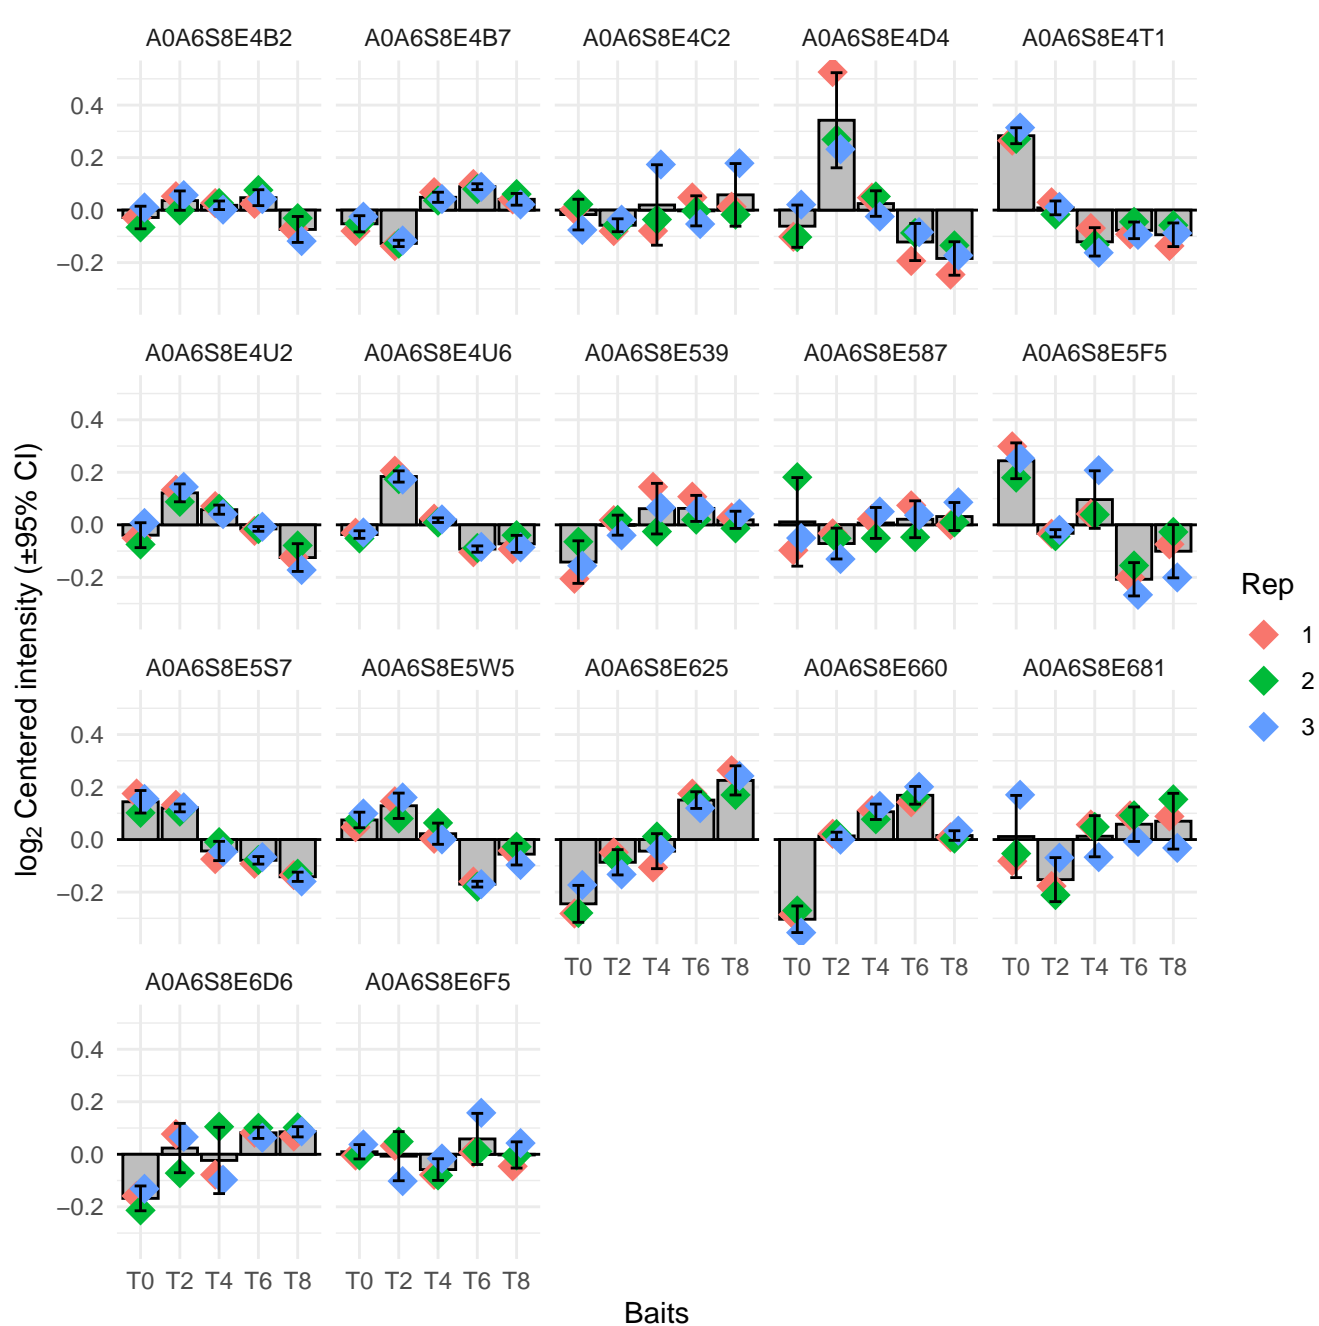 A0A6S8E4B2 A0A6S8E4B7 A0A6S8E4C2 A0A6S8E4D4 A0A6S8E4T1
0.4
0.2
0.0
−0.2
A0A6S8E4U2 A0A6S8E4U6 A0A6S8E539 A0A6S8E587 A0A6S8E5F5
0.4
0.2
0.0
−0.2
A0A6S8E5S7 A0A6S8E5W5 A0A6S8E625 A0A6S8E660 A0A6S8E681
0.4
0.2
0.0
−0.2
T0 T2 T4 T6 T8 T0 T2 T4 T6 T8 T0 T2 T4 T6 T8
A0A6S8E6D6 A0A6S8E6F5
0.4
0.2
0.0
−0.2
T0 T2 T4 T6 T8 T0 T2 T4 T6 T8
Baits
log2 Centered intensity (±95% CI)
Rep
1
2
3